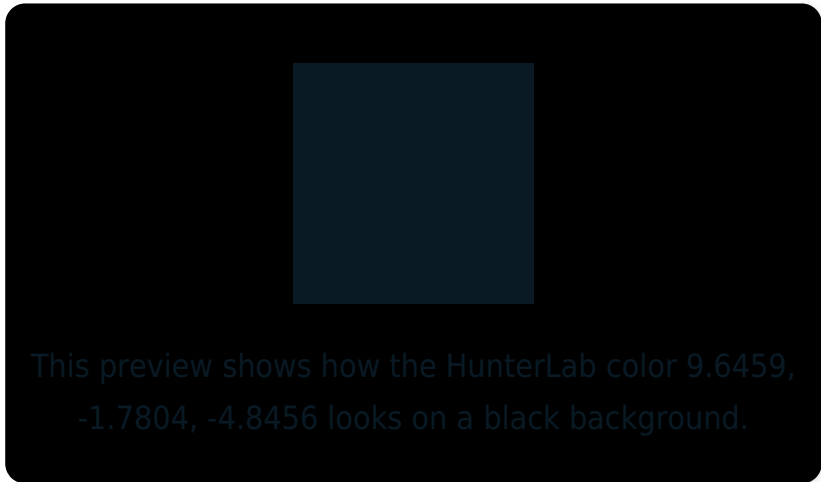 This preview shows how the HunterLab color 9.6459,
-1.7804, -4.8456 looks on a black background.